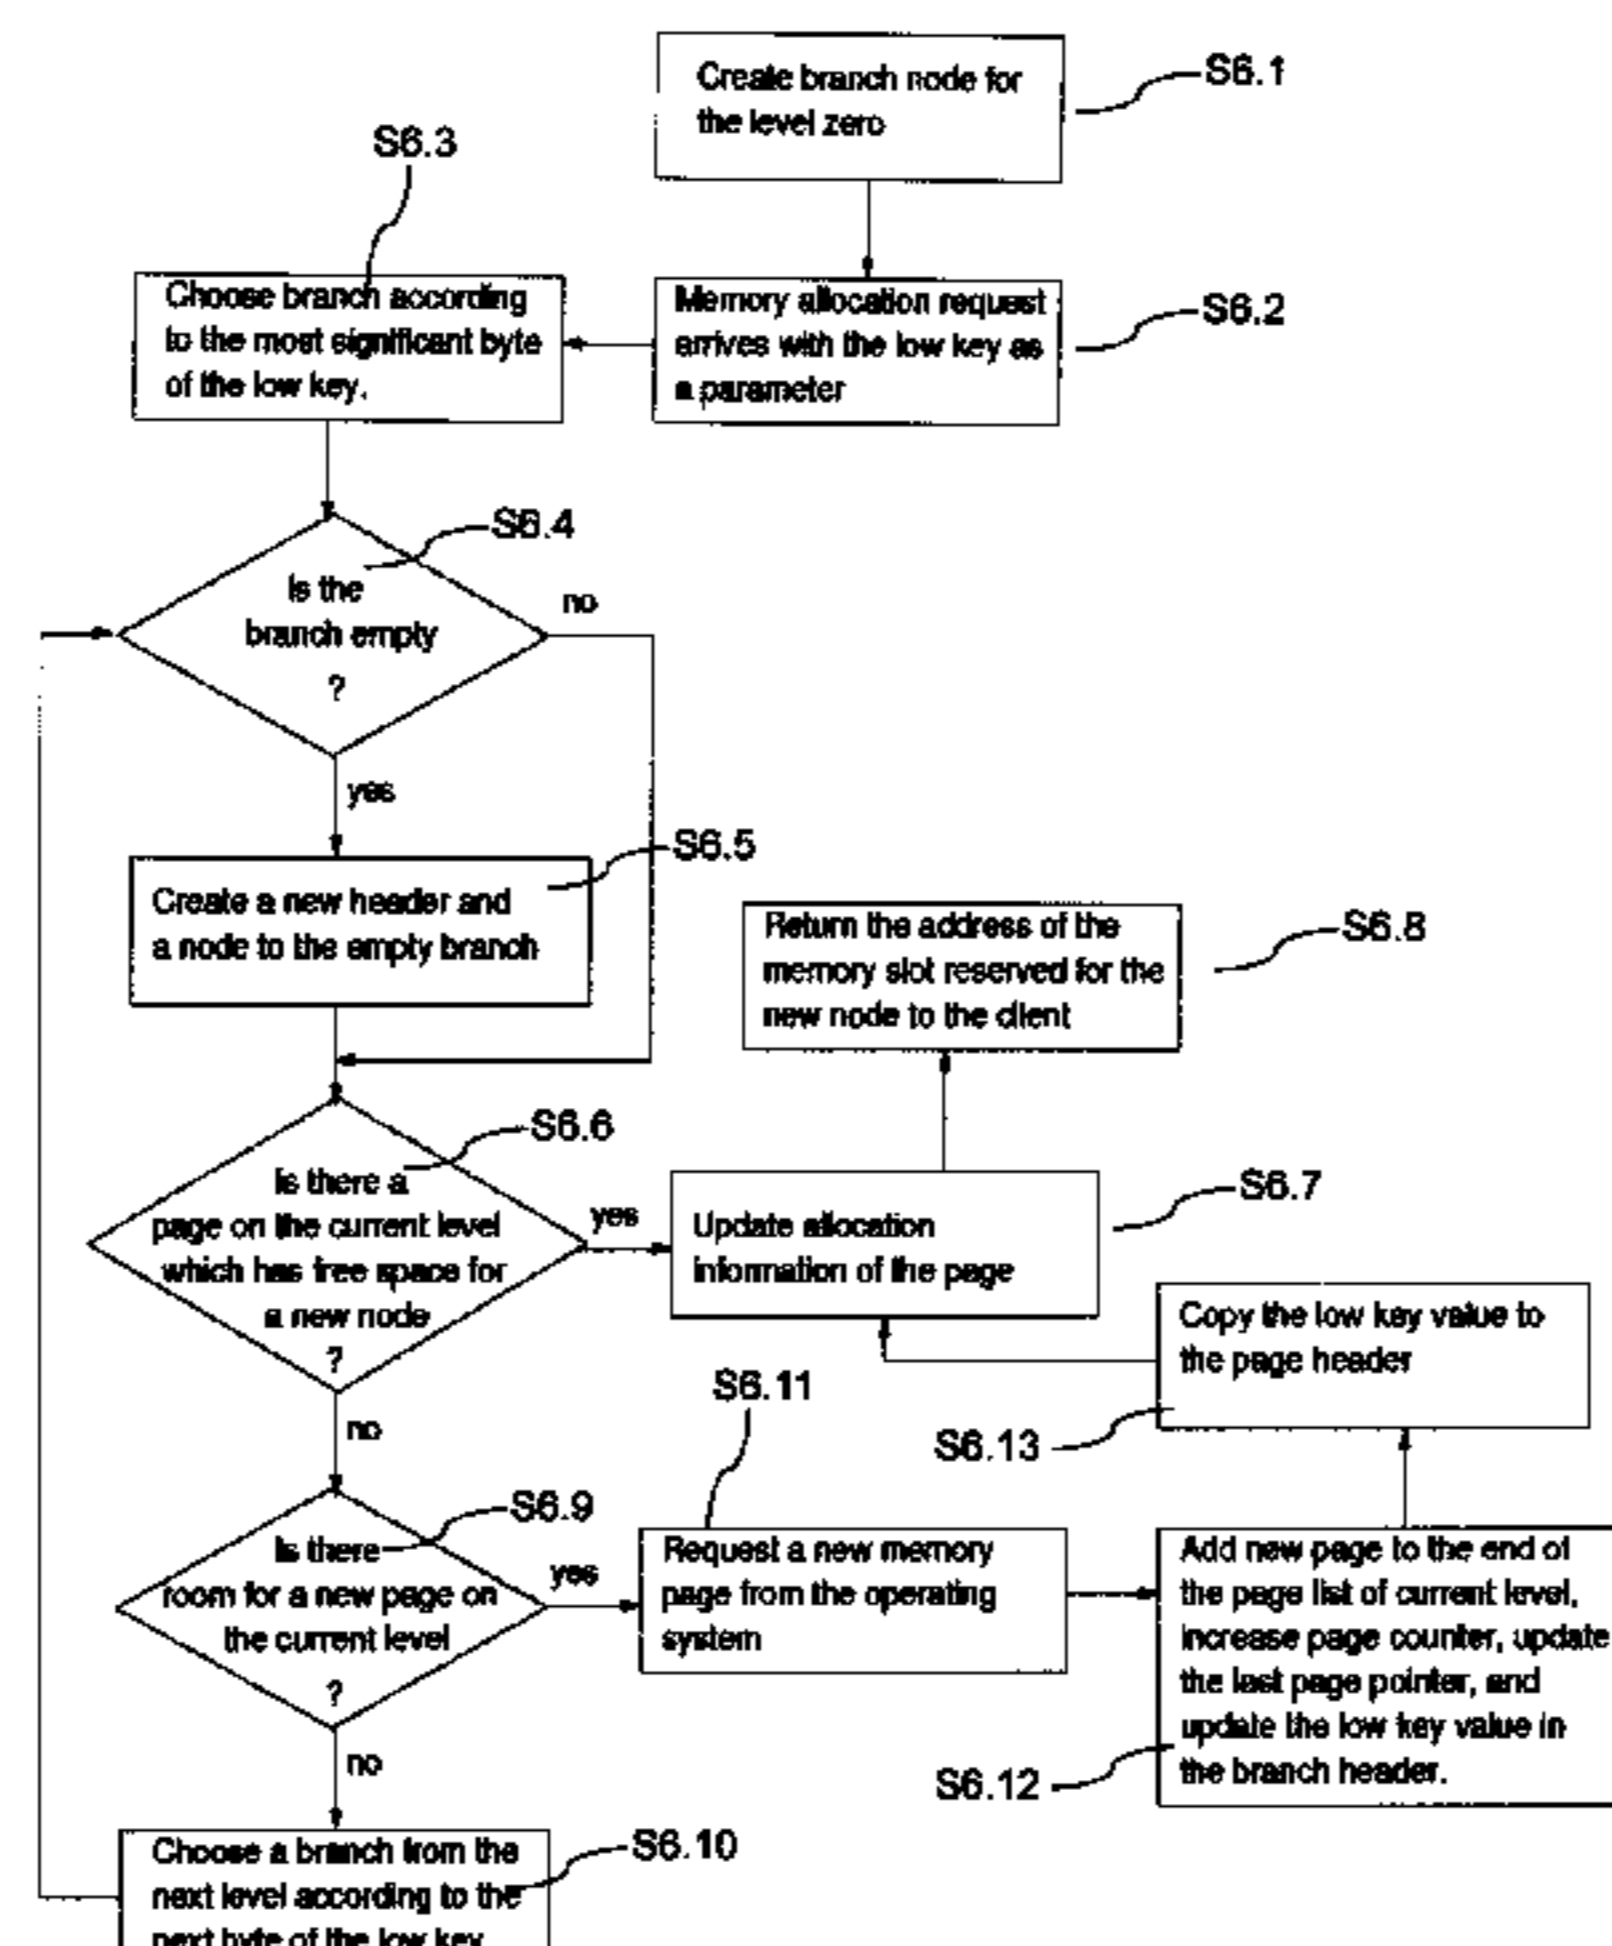 Create branch node for
the level zero
S6.1
S6.3
Choose branch according
to the most significant byte
of the low key.
Memory allocation request
arrives with the low key as
a parameter
S6.2
S6.4
Is the
branch empty
?
no
yes
S6.5
Create a new header and
a node to the empty branch
Return the address of the
memory slot reserved for the
new node to the client
S6.8
S6.6
Is there a
page on the current level
which has free space for
a new node
?
yes
Update allocation
information of the page
S6.7
Copy the low key value to
the page header
S6.13
no
S6.11
S6.9
Is there
room for a new page on
the current level
?
yes
Request a new memory
page from the operating
system
Add new page to the end of
the page list of current level,
increase page counter, update
the last page pointer, and
update the low key value in
the branch header.
S6.12
no
S6.10
Choose a branch from the
next level according to the
next byte of the low key